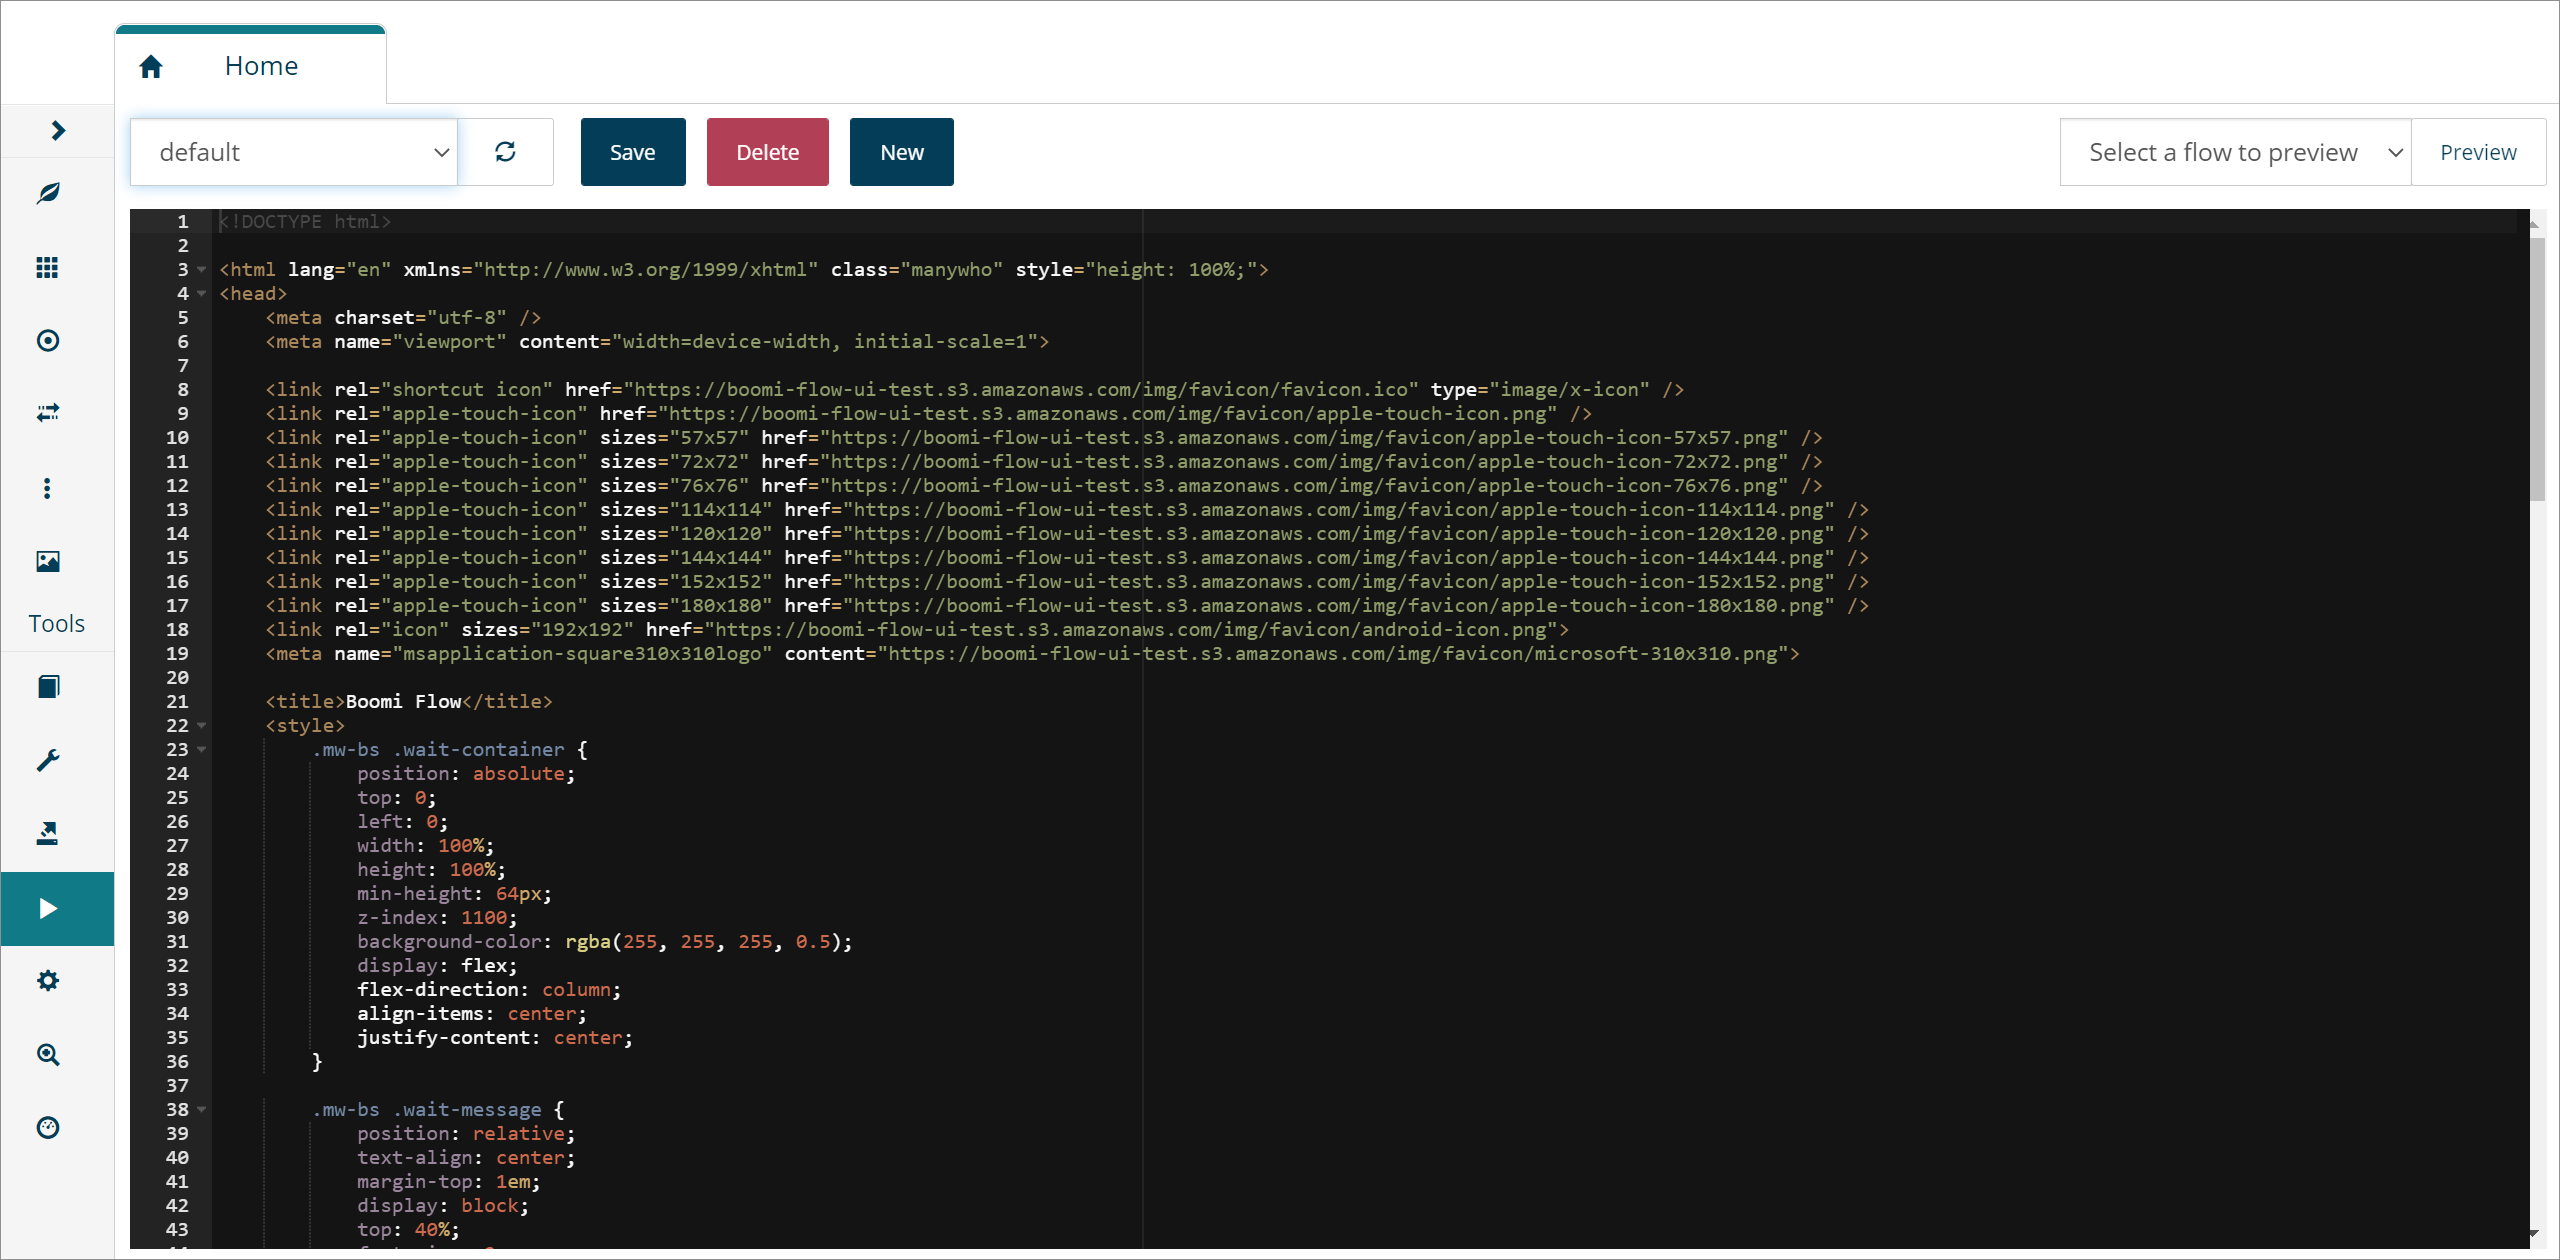 Home
default
Save
Delete
New
Select a flow to preview
Preview
Tools
1 <!DOCTYPE html>
2
3 <html lang="en" xmlns="http://www.w3.org/1999/xhtml" class="manywho" style="height: 100%;">
4 <head>
5 <meta charset="utf-8" />
6 <meta name="viewport" content="width=device-width, initial-scale=1">
7
8 <link rel="shortcut icon" href="https://boomi-flow-ui-test.s3.amazonaws.com/img/favicon/favicon.ico" type="image/x-icon" />
9 <link rel="apple-touch-icon" href="https://boomi-flow-ui-test.s3.amazonaws.com/img/favicon/apple-touch-icon.png" />
10 <link rel="apple-touch-icon" sizes="57x57" href="https://boomi-flow-ui-test.s3.amazonaws.com/img/favicon/apple-touch-icon-57x57.png" />
11 <link rel="apple-touch-icon" sizes="72x72" href="https://boomi-flow-ui-test.s3.amazonaws.com/img/favicon/apple-touch-icon-72x72.png" />
12 <link rel="apple-touch-icon" sizes="76x76" href="https://boomi-flow-ui-test.s3.amazonaws.com/img/favicon/apple-touch-icon-76x76.png" />
13 <link rel="apple-touch-icon" sizes="114x114" href="https://boomi-flow-ui-test.s3.amazonaws.com/img/favicon/apple-touch-icon-114x114.png" />
14 <link rel="apple-touch-icon" sizes="120x120" href="https://boomi-flow-ui-test.s3.amazonaws.com/img/favicon/apple-touch-icon-120x120.png" />
15 <link rel="apple-touch-icon" sizes="144x144" href="https://boomi-flow-ui-test.s3.amazonaws.com/img/favicon/apple-touch-icon-144x144.png" />
16 <link rel="apple-touch-icon" sizes="152x152" href="https://boomi-flow-ui-test.s3.amazonaws.com/img/favicon/apple-touch-icon-152x152.png" />
17 <link rel="apple-touch-icon" sizes="180x180" href="https://boomi-flow-ui-test.s3.amazonaws.com/img/favicon/apple-touch-icon-180x180.png" />
18 <link rel="icon" sizes="192x192" href="https://boomi-flow-ui-test.s3.amazonaws.com/img/favicon/android-icon.png">
19 <meta name="msapplication-square310x310logo" content="https://boomi-flow-ui-test.s3.amazonaws.com/img/favicon/microsoft-310x310.png">
20
21 <title>Boomi Flow</title>
22 <style>
23 .mw-bs .wait-container {
24 position: absolute;
25 top: 0;
26 left: 0;
27 width: 100%;
28 height: 100%;
29 min-height: 64px;
30 z-index: 1100;
31 background-color: rgba(255, 255, 255, 0.5);
32 display: flex;
33 flex-direction: column;
34 align-items: center;
35 justify-content: center;
36 }
37
38 .mw-bs .wait-message {
39 position: relative;
40 text-align: center;
41 margin-top: 1em;
42 display: block;
43 top: 40%;